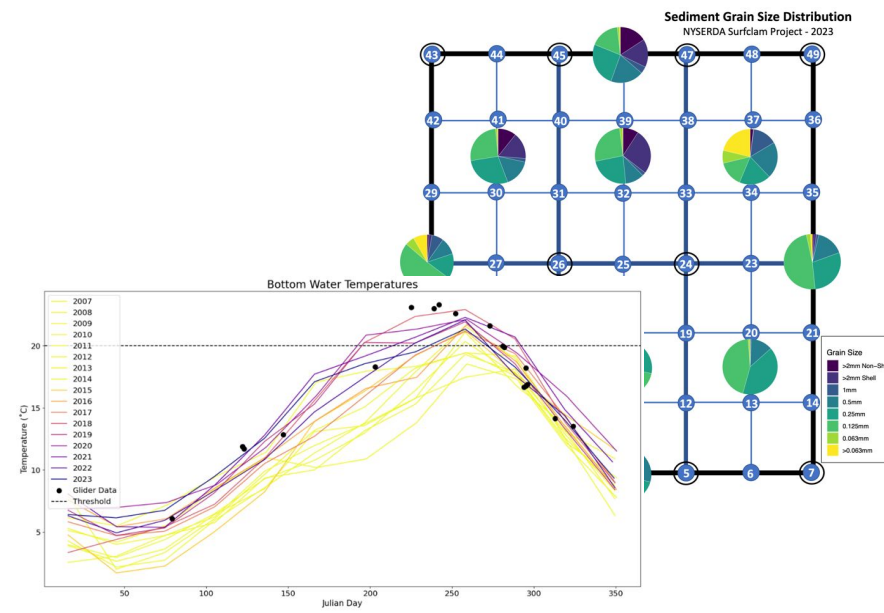 Sediment Grain Size Distribution
NYSERDA Surfclam Project - 2023
43 44 45 47 48 49
42 41 40 39 38 37 36
29 30 31 32 33 34 35
27 26 25 24 23
19 20 21
12 13 14
5 6 7
Grain Size
>2mm Non-Sh
>2mm Shell
1mm
0.5mm
0.25mm
0.125mm
0.063mm
>0.063mm
Bottom Water Temperatures
2007
2008
2009
2010
2011
2012
2013
2014
2015
2016
2017
2018
2019
2020
2021
2022
2023
Glider Data
Threshold
Temperature (˚C)
20
15
10
5
50 100 150 200 250 300 350
Julian Day